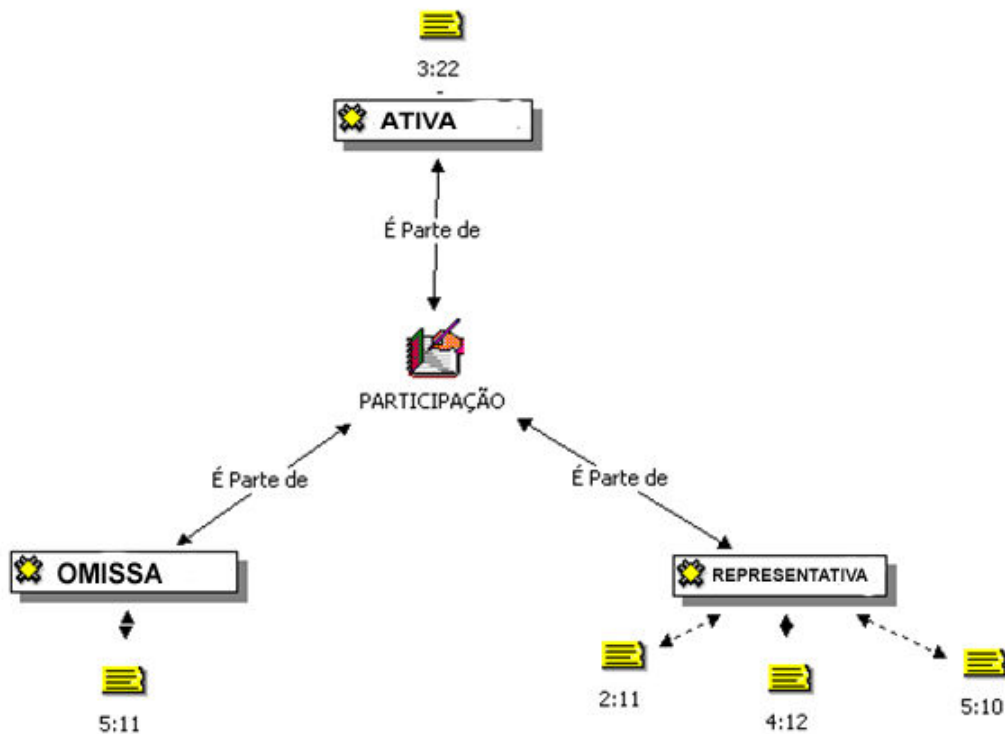 3:22
ATIVA
É Parte de
PARTICIPAÇÃO
É Parte de
É Parte de
OMISSA
REPRESENTATIVA
5:11
2:11
4:12
5:10